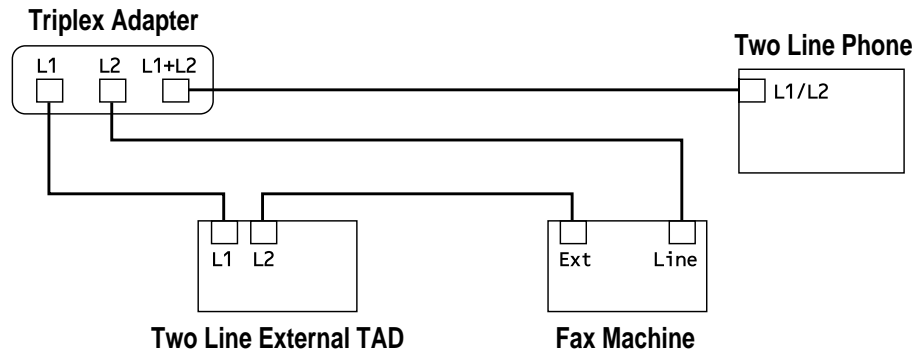 Triplex Adapter
L1 L2 L1+L2
Two Line Phone
L1/L2
L1 L2
Ext Line
Two Line External TAD
Fax Machine